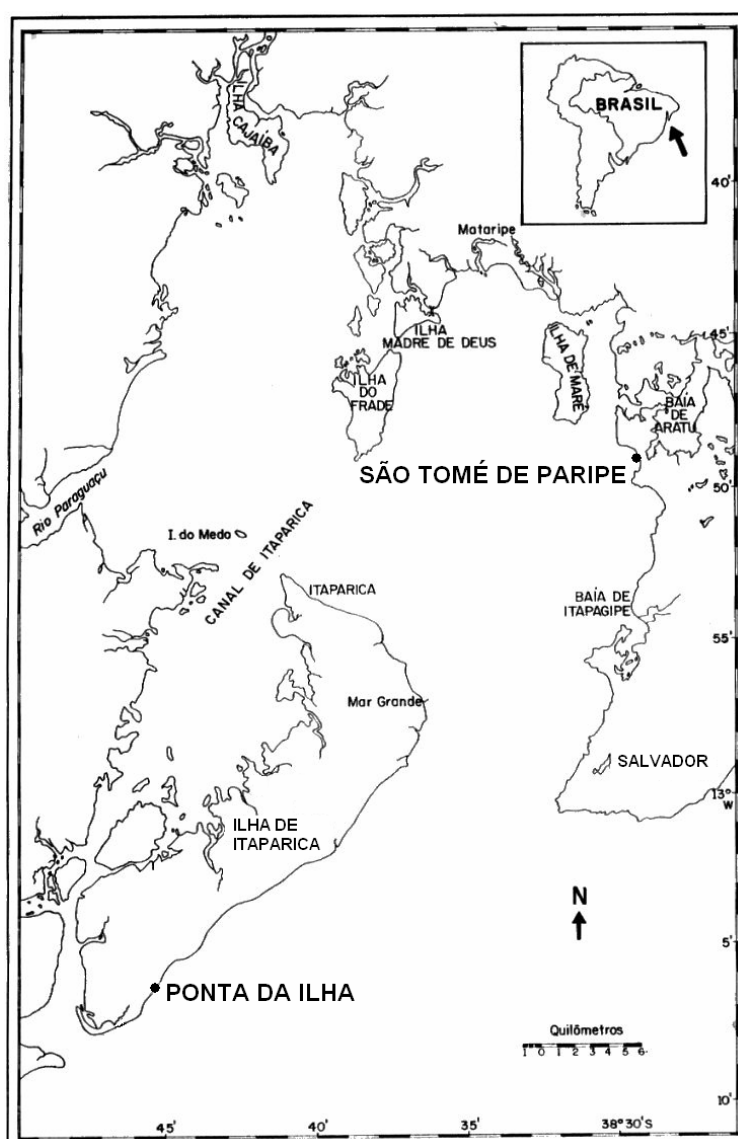 BRASIL
ILHA CAJAÍBA
40'
Mataripe
ILHA
MADRE DE DEUS
45'
ILHA DE MARÉ
ILHA
DO
FRADE
BAÍA
DE
ARATU
SÃO TOMÉ DE PARIPE
50'
Rio Paraguaçu
I. do Medo
CANAL DE ITAPARICA
ITAPARICA
BAÍA DE
ITAPAGIPE
55'
Mar Grande
SALVADOR
13°
W
ILHA DE
ITAPARICA
N
5'
PONTA DA ILHA
Quilômetros
1 0 1 2 3 4 5 6
10'
45'
40'
35'
38°30'S